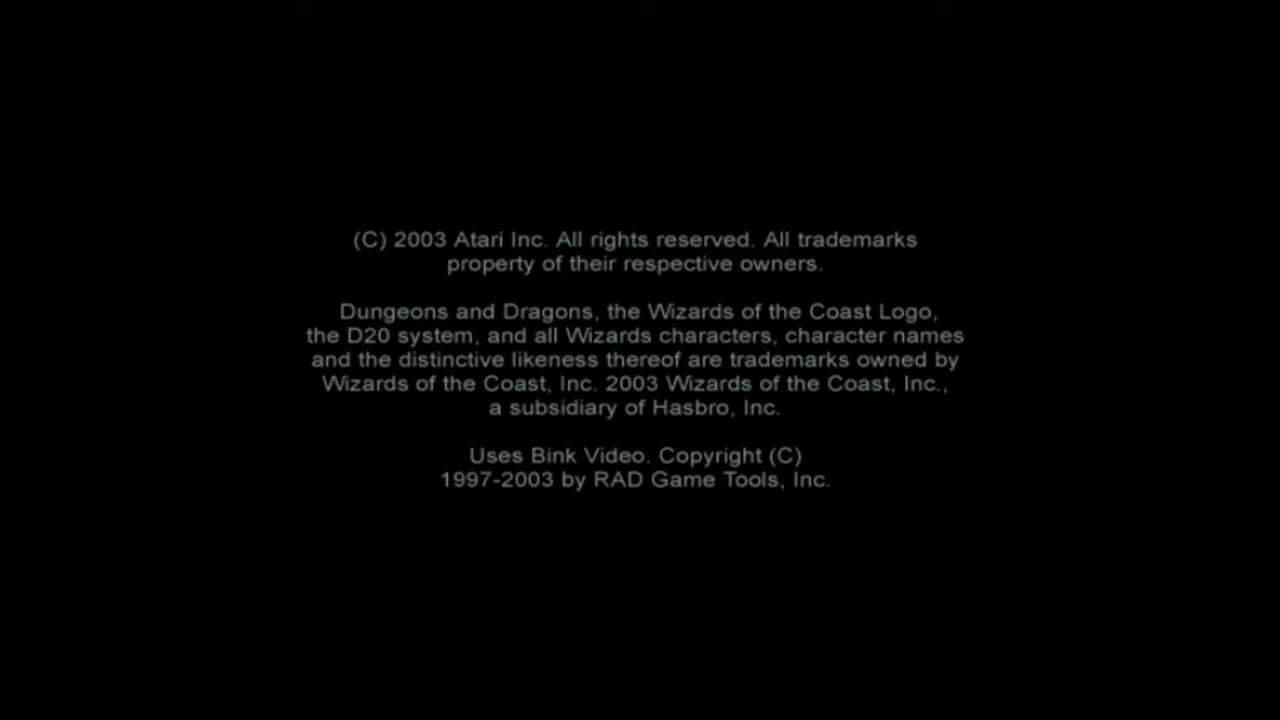 (C) 2003 Atari Inc. All rights reserved. All trademarks
property of their respective owners.
Dungeons and Dragons, the Wizards of the Coast Logo,
the D20 system, and all Wizards characters, character names
and the distinctive likeness thereof are trademarks owned by
Wizards of the Coast, Inc. 2003 Wizards of the Coast, Inc.,
a subsidiary of Hasbro, Inc.
Uses Bink Video. Copyright (C)
1997-2003 by RAD Game Tools, Inc.